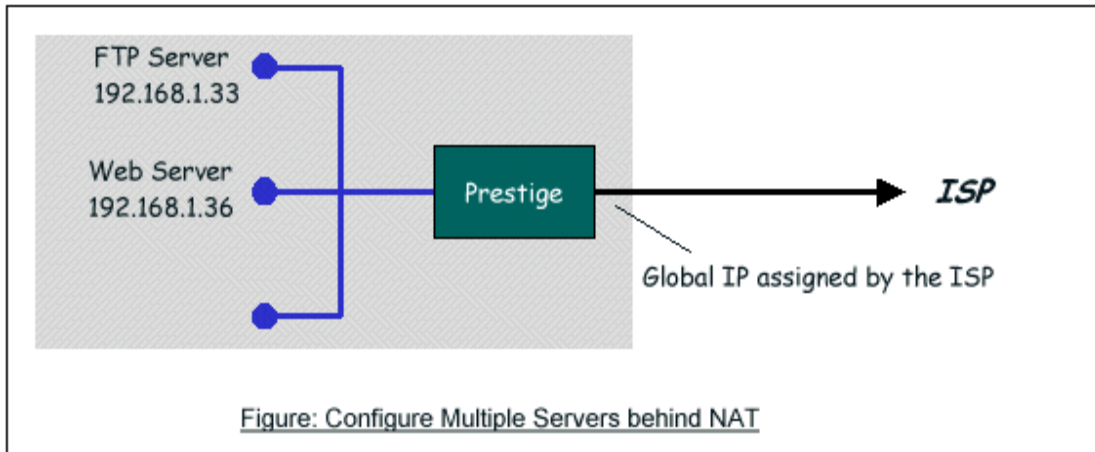 FTP Server
192.168.1.33
Web Server
192.168.1.36
Prestige
ISP
Global IP assigned by the ISP
Figure: Configure Multiple Servers behind NAT